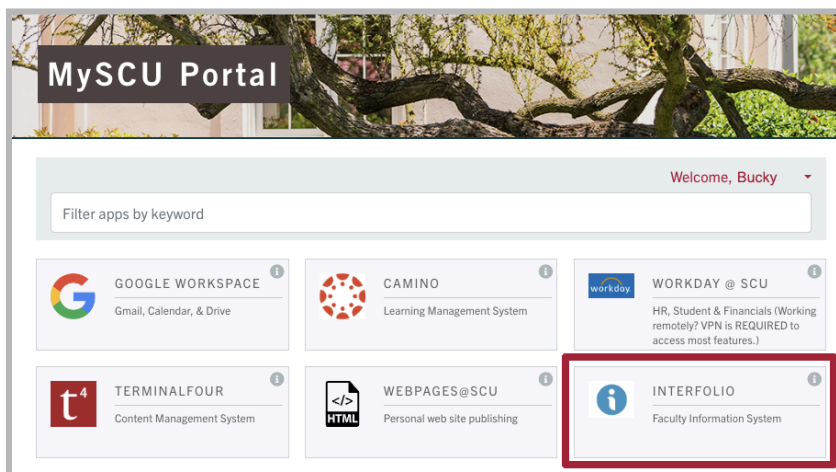 MySCU Portal
Welcome, Bucky
Filter apps by keyword
GOOGLE WORKSPACE
Gmail, Calendar, & Drive
CAMINO
Learning Management System
workday.
WORKDAY @ SCU
HR, Student & Financials (Working
remotely? VPN is REQUIRED to
access most features.)
t4
TERMINALFOUR
Content Management System
</>
HTML
WEBPAGES@SCU
Personal web site publishing
INTERFOLIO
Faculty Information System